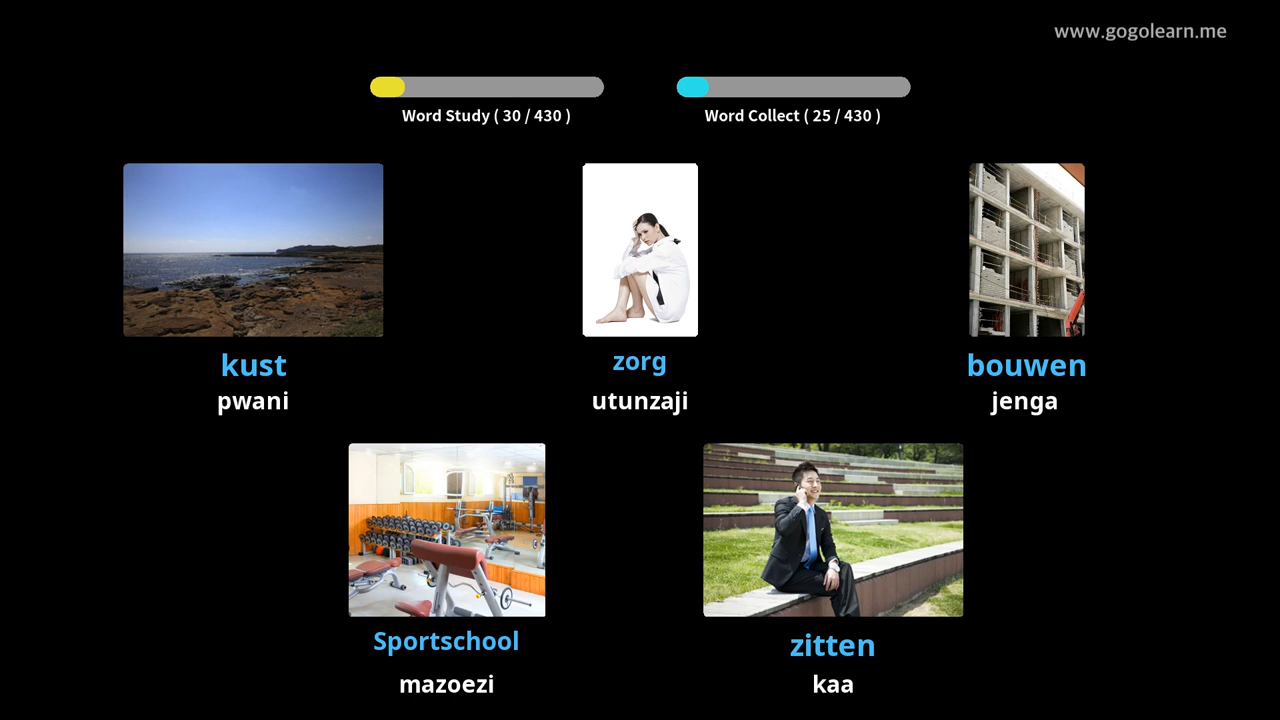 www.gogolearn.me
Word Study ( 30 / 430 )
Word Collect ( 25 / 430 )
kust
pwani
zorg
utunzaji
bouwen
jenga
Sportschool
mazoezi
zitten
kaa